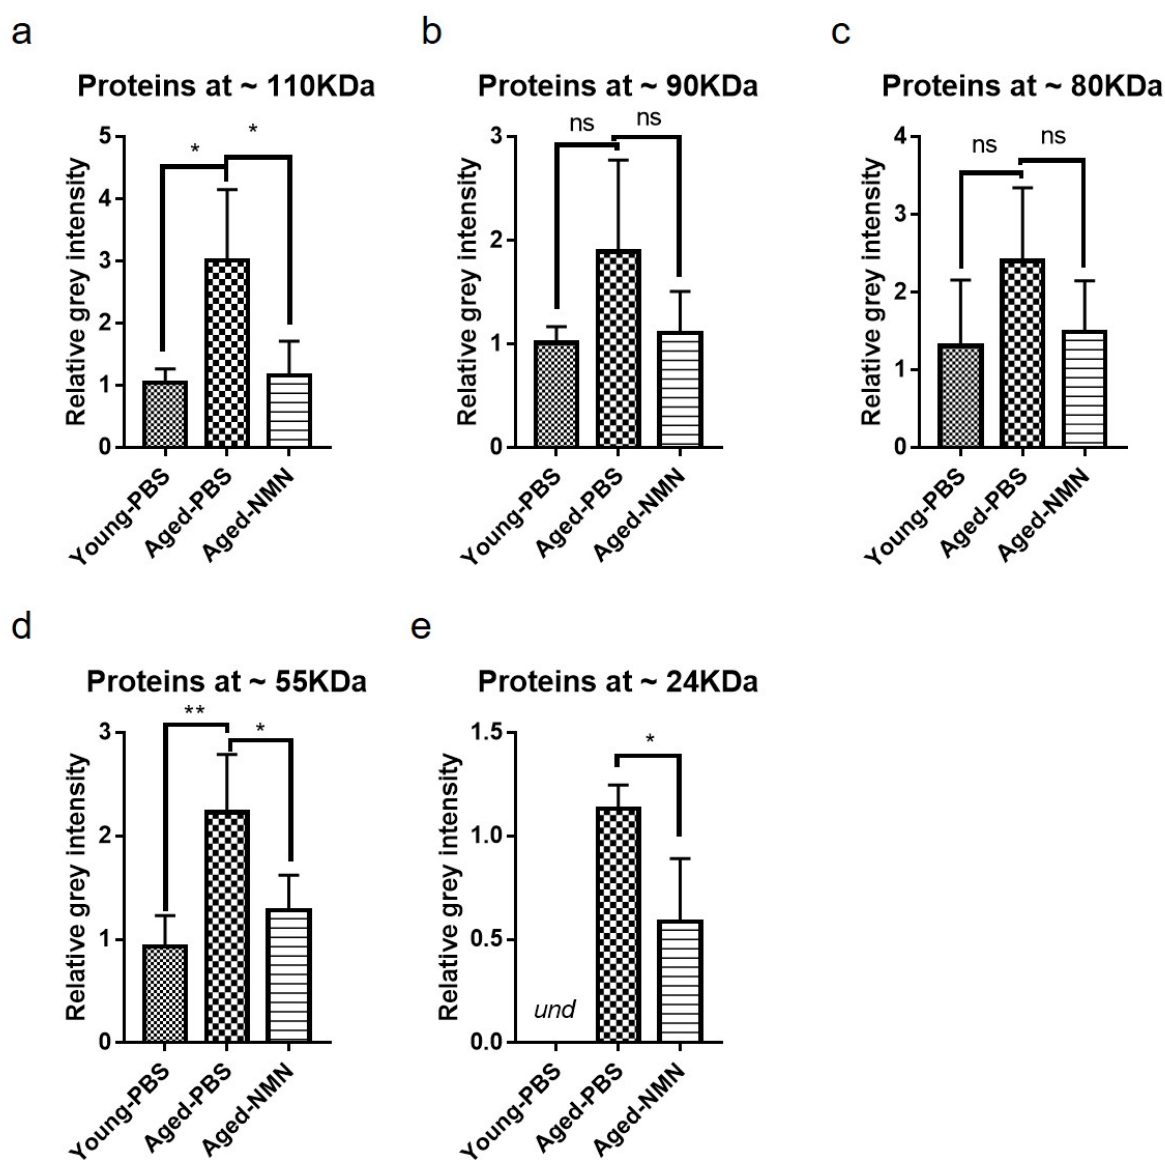 a
b
c
Proteins at ~ 110KDa
Relative grey intensity
5
4
3
2
1
0
*
*
Young-PBS
Aged-PBS
Aged-NMN
Proteins at ~ 90KDa
Relative grey intensity
3
2
1
0
ns
ns
Young-PBS
Aged-PBS
Aged-NMN
Proteins at ~ 80KDa
Relative grey intensity
4
3
2
1
0
ns
ns
Young-PBS
Aged-PBS
Aged-NMN
d
e
Proteins at ~ 55KDa
Relative grey intensity
3
2
1
0
**
*
Young-PBS
Aged-PBS
Aged-NMN
Proteins at ~ 24KDa
Relative grey intensity
1.5
1.0
0.5
0.0
*
und
Young-PBS
Aged-PBS
Aged-NMN